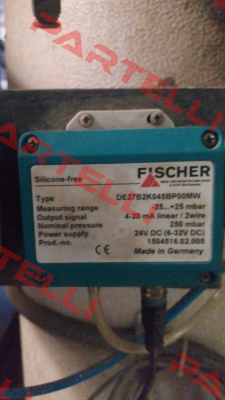 PARTELLI
Silicone-free
FISCHER
Type DE27B2K045BP00MW
Measuring range -25...+25 mbar
Output signal 4-20 mA linear / 2wire
Nominal pressure 250 mbar
Power supply 24V DC (6-32V DC)
Prod.-no. 1504516.02.005
CE Made in Germany
PARTELLI
PARTELLI